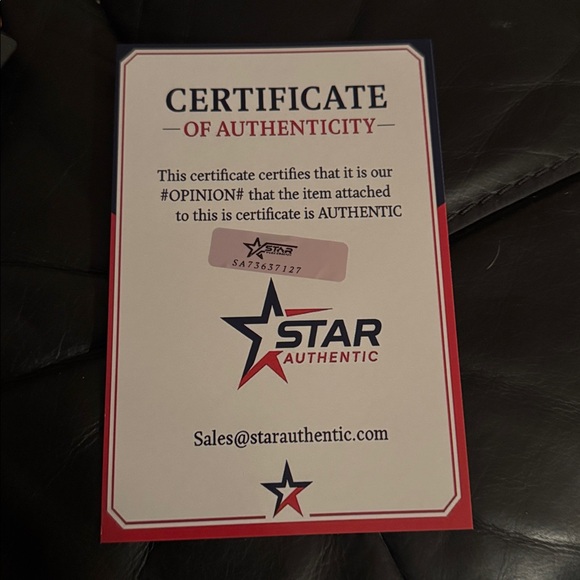 CERTIFICATE
OF AUTHENTICITY
This certificate certifies that it is our
#OPINION# that the item attached
to this is certificate is AUTHENTIC
STAR
SA73637127
STAR
AUTHENTIC
Sales@starauthentic.com